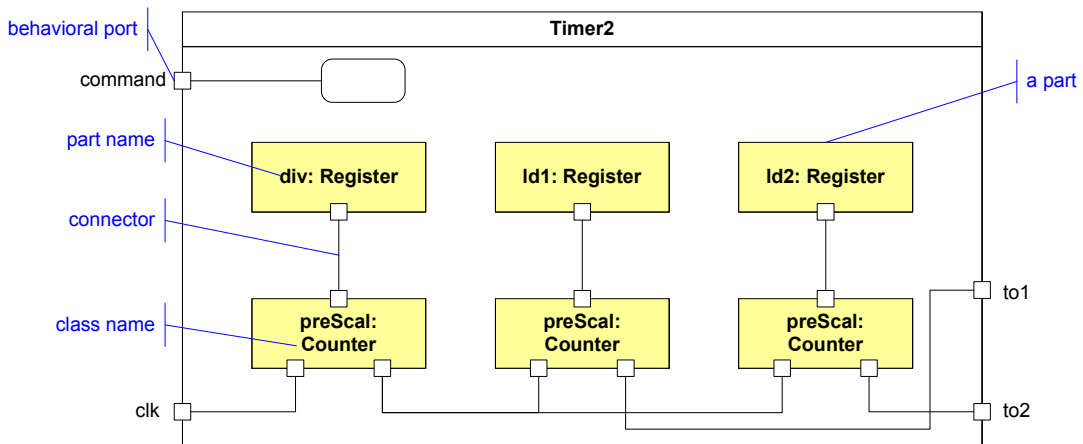 behavioral port
Timer2
command
a part
part name
div: Register
ld1: Register
ld2: Register
connector
to1
class name
preScal:
Counter
preScal:
Counter
preScal:
Counter
clk
to2